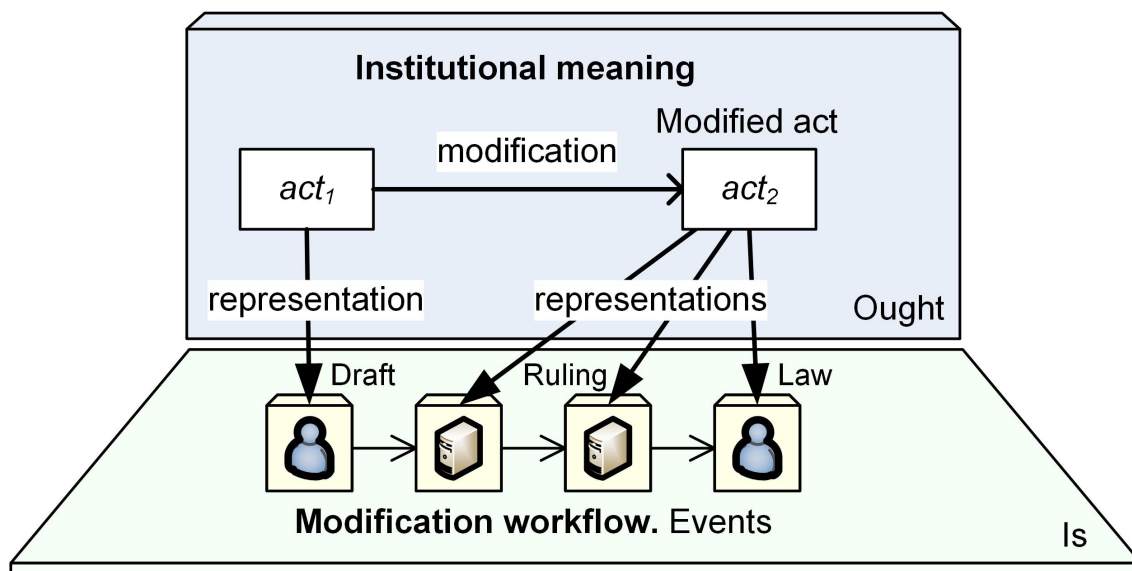 Institutional meaning
Modified act
modification
act₁
act₂
representation
representations
Ought
Draft
Ruling
Law
Modification workflow. Events
Is